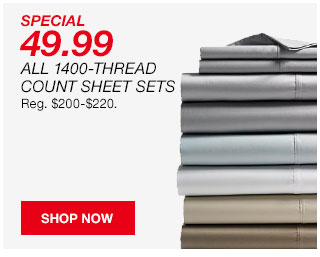 SPECIAL
49.99
ALL 1400-THREAD
COUNT SHEET SETS
Reg. $200-$220.
SHOP NOW